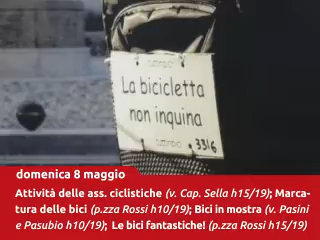 La bicicletta
non inquina
3316
domenica 8 maggio
Attività delle ass. ciclistiche (v. Cap. Sella h15/19); Marca-
tura delle bici (p.zza Rossi h10/19); Bici in mostra (v. Pasini
e Pasubio h10/19); Le bici fantastiche! (p.zza Rossi h15/19)